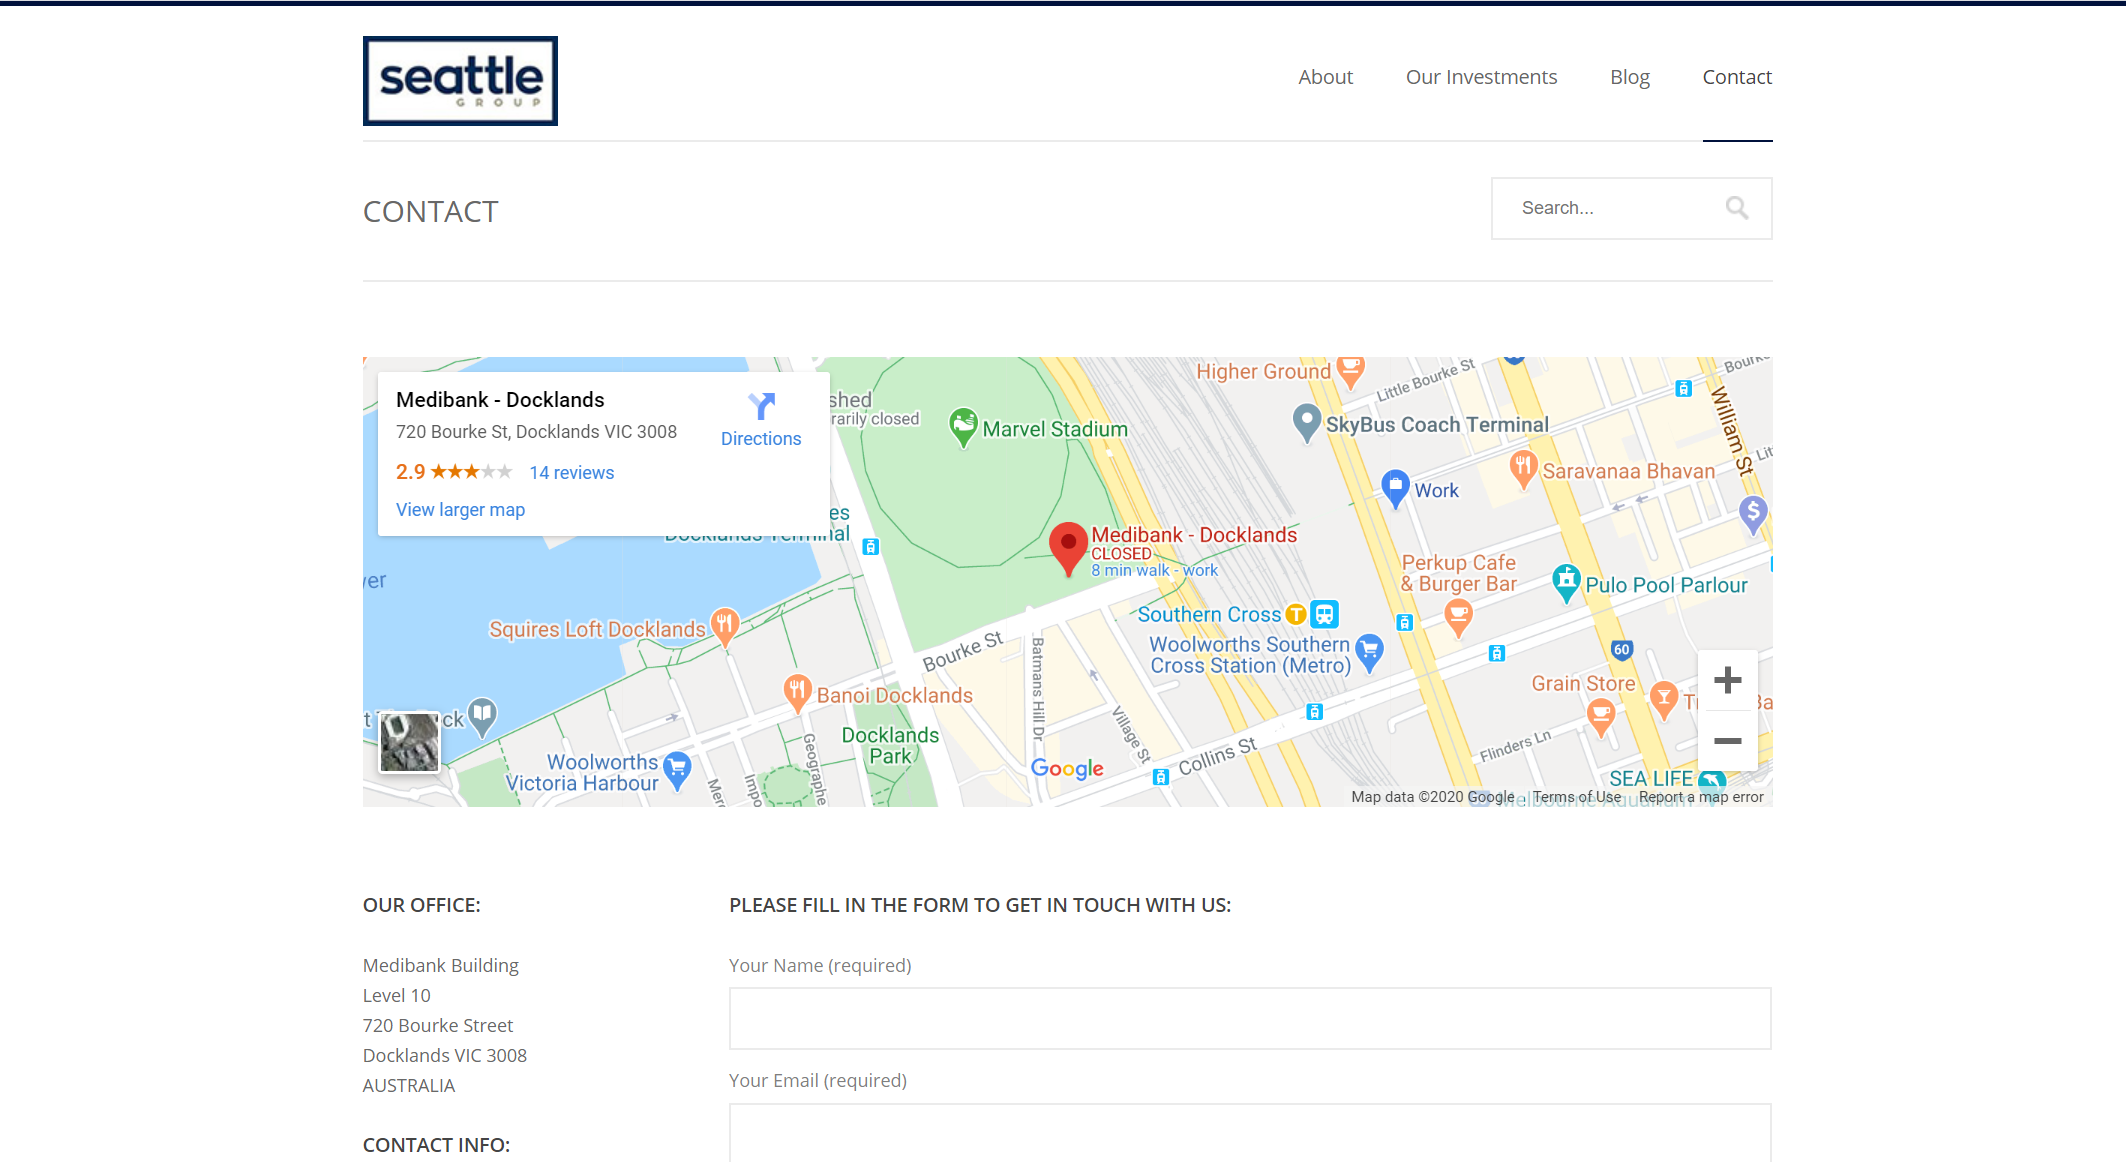 seattle
GROUP
About
Our Investments
Blog
Contact
CONTACT
Search...
Medibank - Docklands
720 Bourke St, Docklands VIC 3008
Directions
2.9
14 reviews
View larger map
Higher Ground
Little Bourke St
William St
Marvel Stadium
SkyBus Coach Terminal
Saravanaa Bhavan
Work
Medibank - Docklands
CLOSED
8 min walk - work
Perkup Cafe
& Burger Bar
Pulo Pool Parlour
Southern Cross
T
Woolworths Southern
Cross Station (Metro)
Squires Loft Docklands
Bourke St
Batmans Hill Dr
60
Banoi Docklands
Grain Store
Docklands
Park
Village St
Collins St
Flinders Ln
Geographe
Woolworths
Victoria Harbour
Google
SEA LIFE
Map data ©2020 Google
Terms of Use
Report a map error
OUR OFFICE:
Medibank Building
Level 10
720 Bourke Street
Docklands VIC 3008
AUSTRALIA
CONTACT INFO:
PLEASE FILL IN THE FORM TO GET IN TOUCH WITH US:
Your Name (required)
Your Email (required)